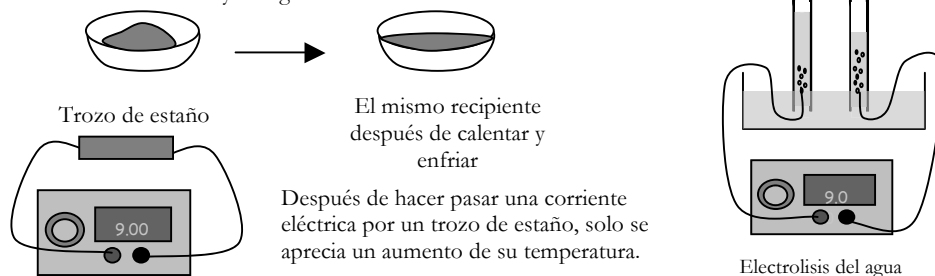 Trozo de estaño
El mismo recipiente
después de calentar y
enfriar
Después de hacer pasar una corriente
eléctrica por un trozo de estaño, solo se
aprecia un aumento de su temperatura.
9.00
9.0
Electrolisis del agua